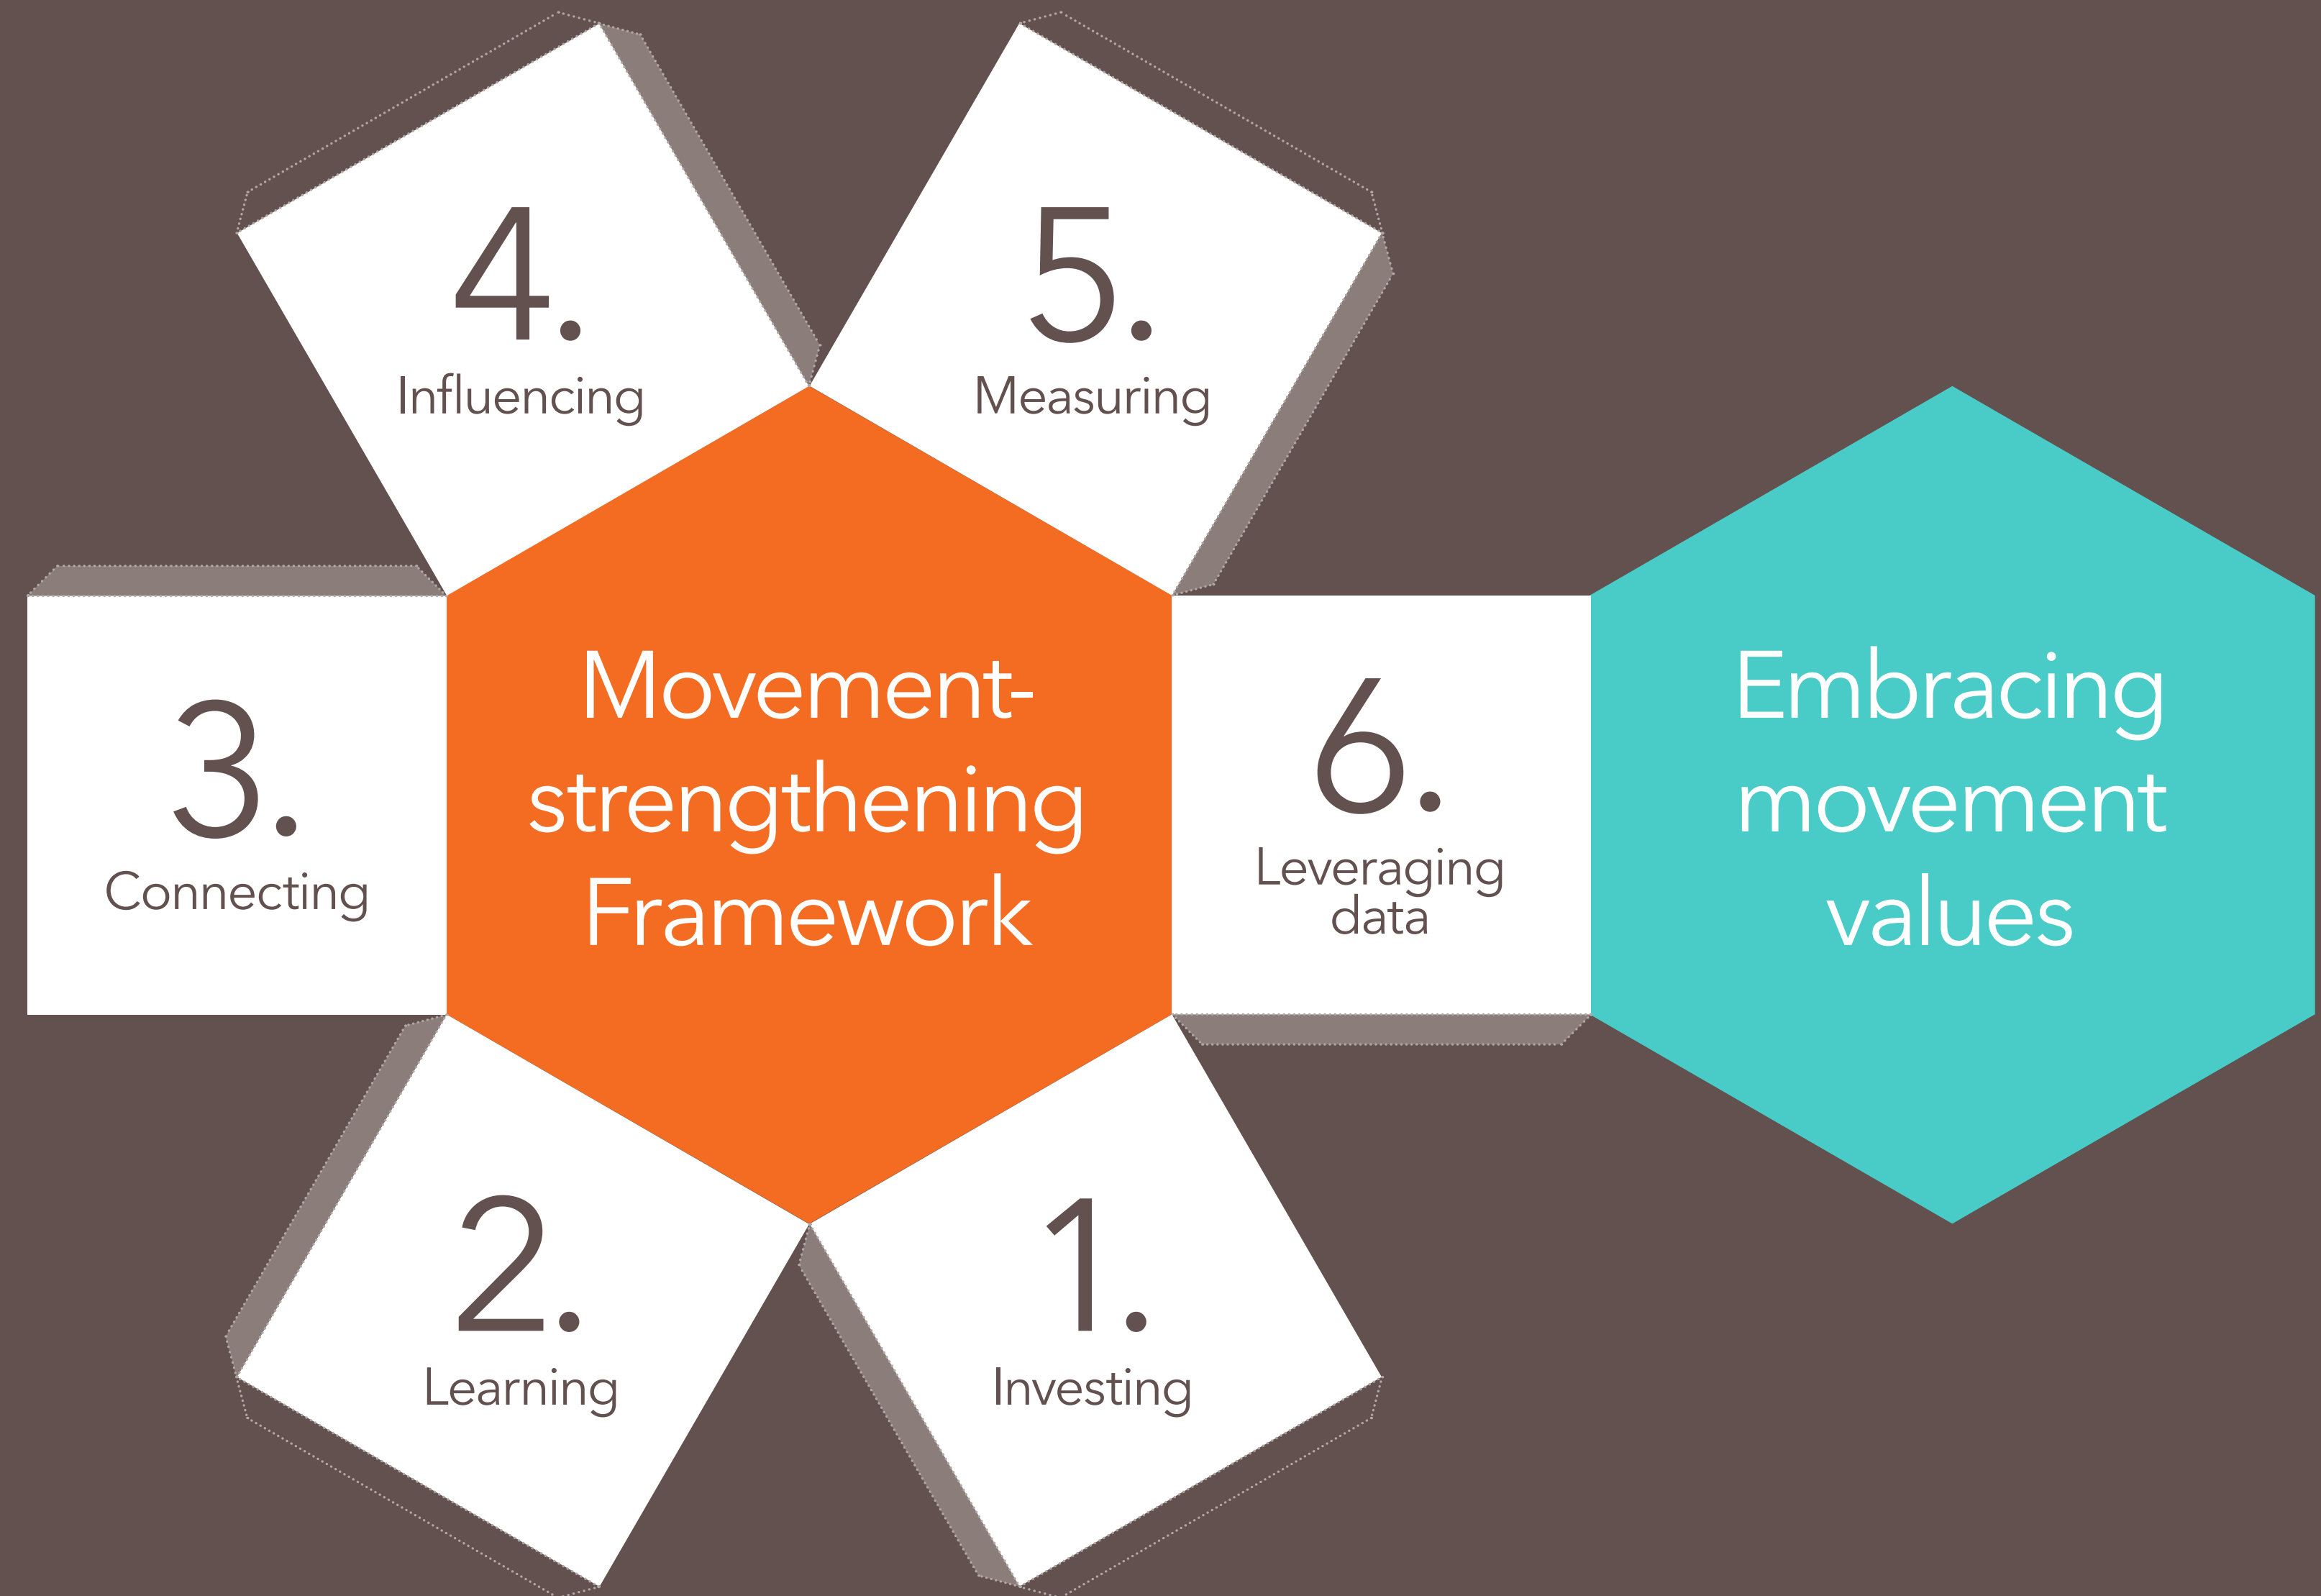 4.
Influencing
5.
Measuring
3.
Connecting
Movement-
strengthening
Framework
6.
Leveraging
data
Embracing
movement
values
2.
Learning
1.
Investing